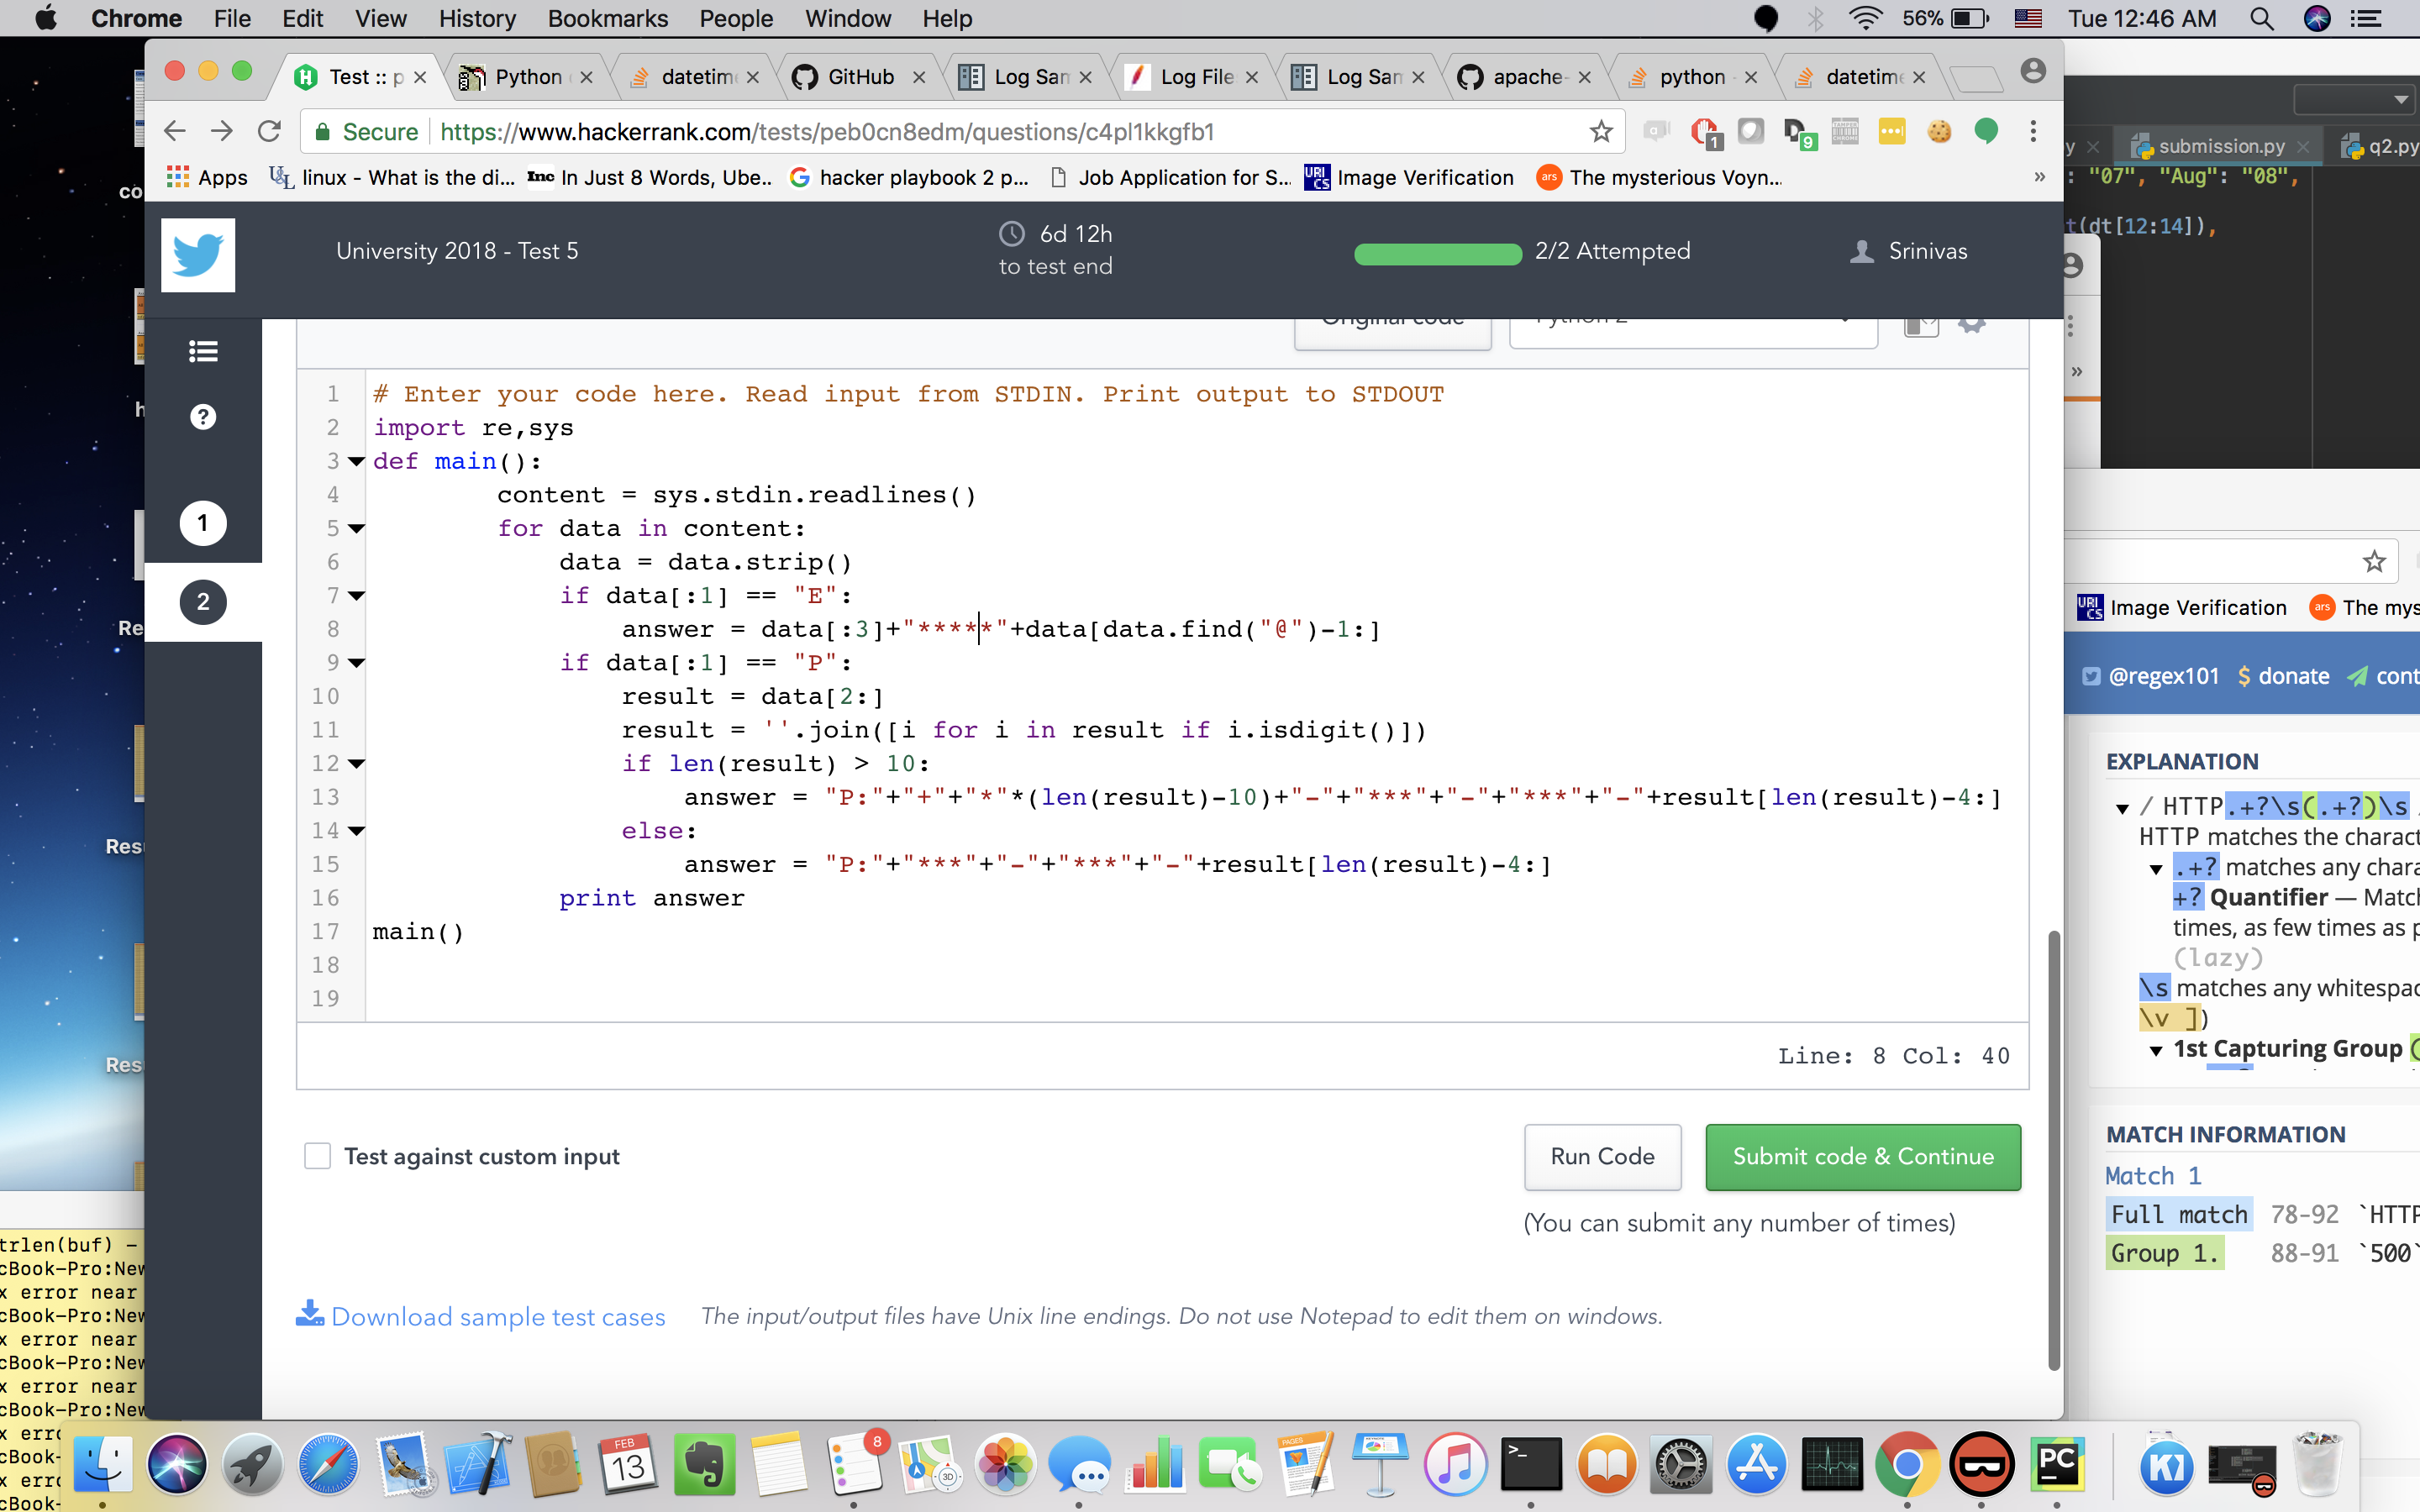 Chrome File Edit View History Bookmarks People Window Help 56% Tue 12:46 AM
Test :: p Python datetim GitHub Log Sam Log File Log Sam apache- python datetime
Secure https://www.hackerrank.com/tests/peb0cn8edm/questions/c4pl1kkgfb1
Apps linux - What is the di... Inc In Just 8 Words, Ube.. hacker playbook 2 p... Job Application for S... Image Verification ars The mysterious Voyn... »
University 2018 - Test 5
6d 12h
to test end
2/2 Attempted
Srinivas
Original code Python 2
1
2
1 # Enter your code here. Read input from STDIN. Print output to STDOUT
2 import re,sys
3 def main():
4 content = sys.stdin.readlines()
5 for data in content:
6 data = data.strip()
7 if data[:1] == "E":
8 answer = data[:3]+"*****"+data[data.find("@")-1:]
9 if data[:1] == "P":
10 result = data[2:]
11 result = ''.join([i for i in result if i.isdigit()])
12 if len(result) > 10:
13 answer = "P:"+"+"+"*"*(len(result)-10)+"-"+"***"+"-"+"***"+"-"+result[len(result)-4:]
14 else:
15 answer = "P:"+"***"+"-"+"***"+"-"+result[len(result)-4:]
16 print answer
17 main()
18
19
Line: 8 Col: 40
Test against custom input
Run Code
Submit code & Continue
(You can submit any number of times)
Download sample test cases The input/output files have Unix line endings. Do not use Notepad to edit them on windows.
submission.py q2.py
: "07", "Aug": "08",
t(dt[12:14]),
»
Image Verification ars The mys
@regex101 $ donate cont
EXPLANATION
/ HTTP.+?\s(.+?)\s
HTTP matches the charact
.+? matches any chara
+? Quantifier — Match
times, as few times as p
(lazy)
\s matches any whitespac
\v ])
1st Capturing Group (
MATCH INFORMATION
Match 1
Full match 78-92 `HTTP
Group 1. 88-91 `500`
co
h
Re
Resu
Res
trlen(buf) -
cBook-Pro:New
x error near
cBook-Pro:New
x error near
cBook-Pro:New
x error near
cBook-Pro:New
x erro
cBook-
x erro
cBook-
FEB
13
8
3D
PAGES
PC